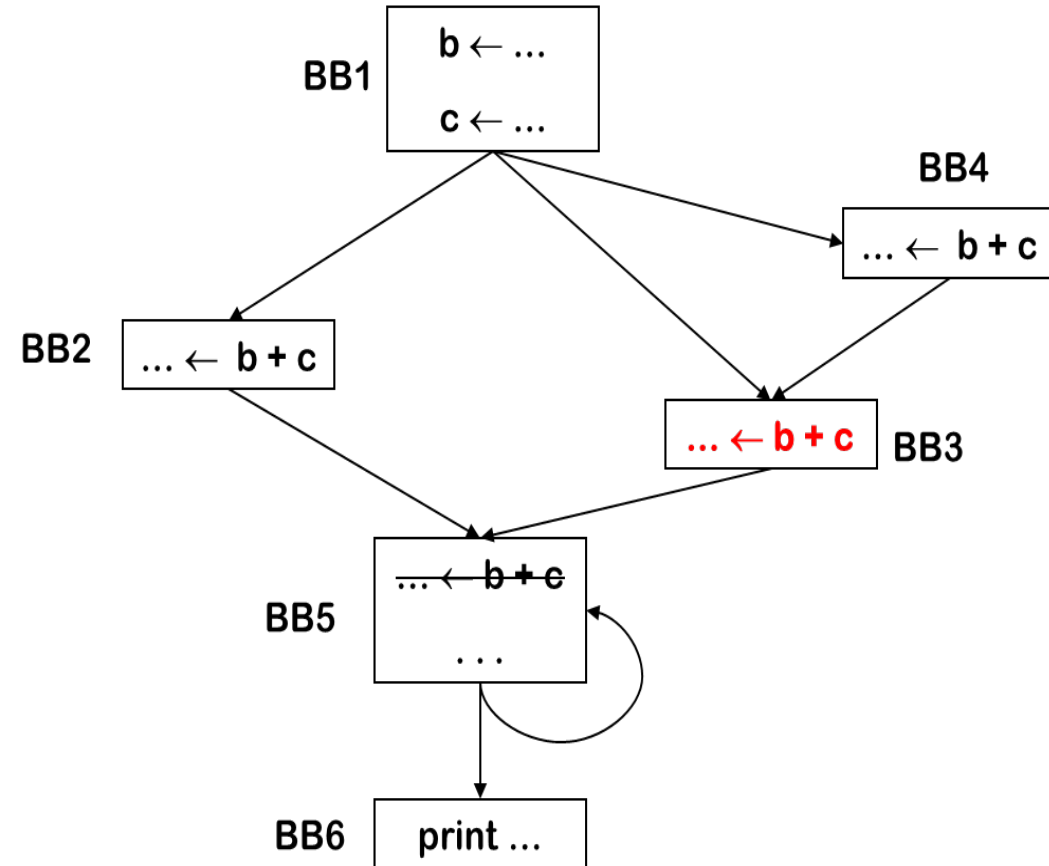 b ← ...
BB1
c ← ...
BB4
... ← b + c
BB2
... ← b + c
... ← b + c
BB3
... ← b + c
BB5
...
BB6
print ...